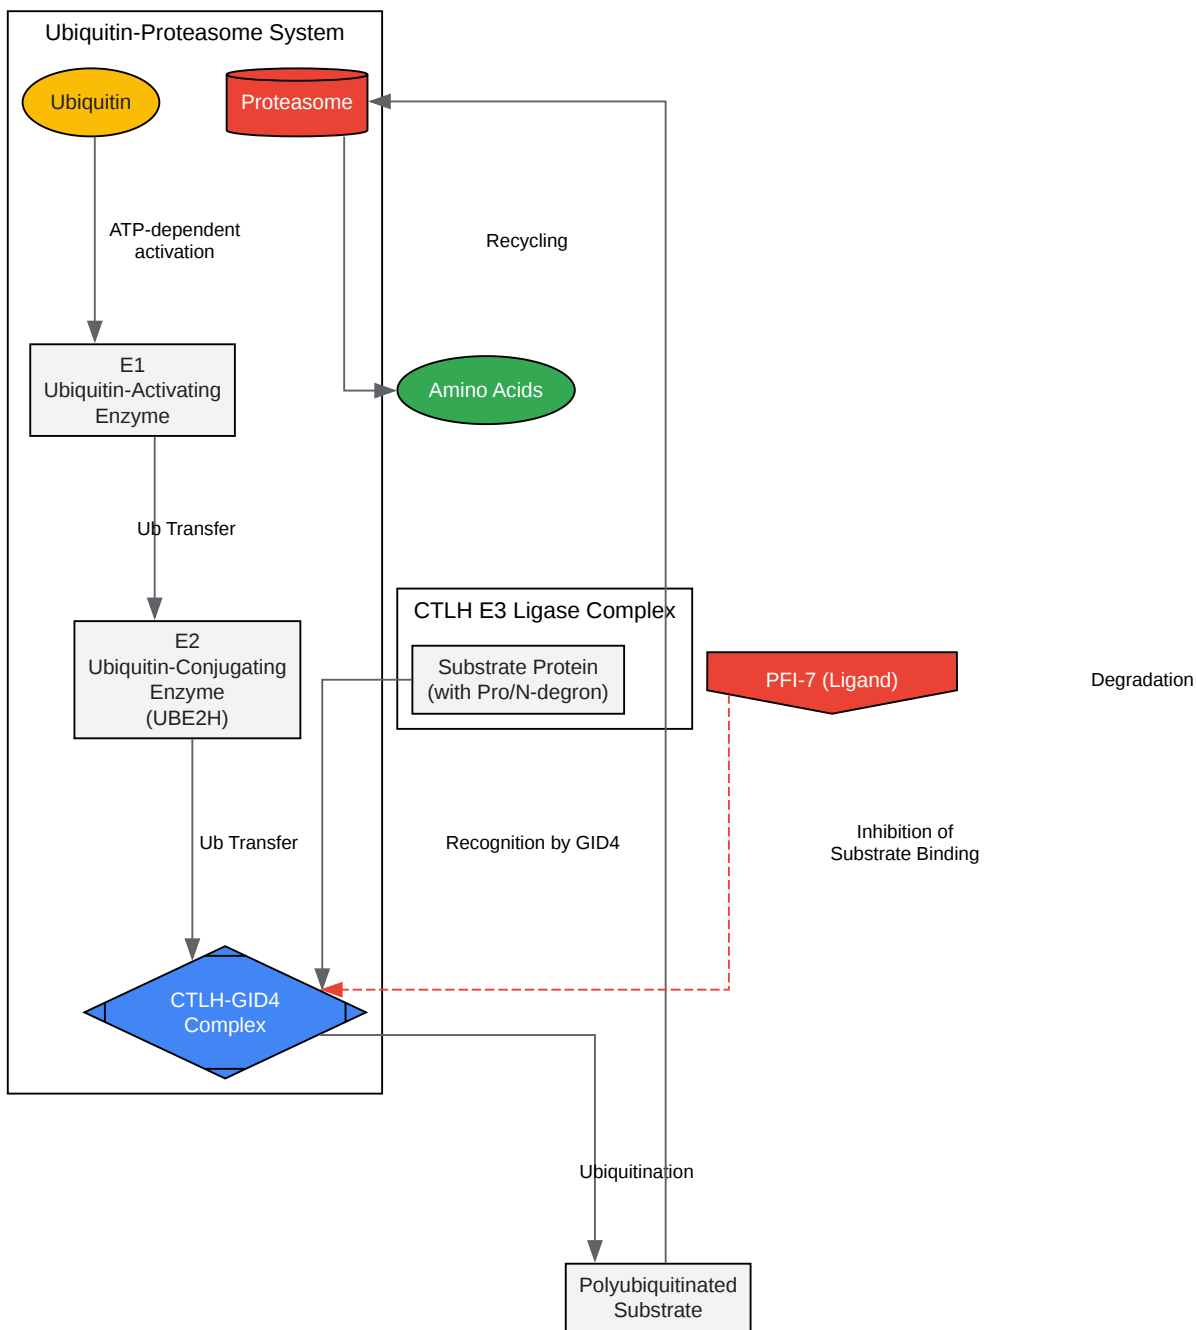 Ubiquitin-Proteasome System
Ubiquitin
Proteasome
ATP-dependent
activation
Recycling
E1
Ubiquitin-Activating
Enzyme
Amino Acids
Ub Transfer
CTLH E3 Ligase Complex
E2
Ubiquitin-Conjugating
Enzyme
(UBE2H)
Substrate Protein
(with Pro/N-degron)
PFI-7 (Ligand)
Degradation
Ub Transfer
Recognition by GID4
Inhibition of
Substrate Binding
CTLH-GID4
Complex
Ubiquitination
Polyubiquitinated
Substrate